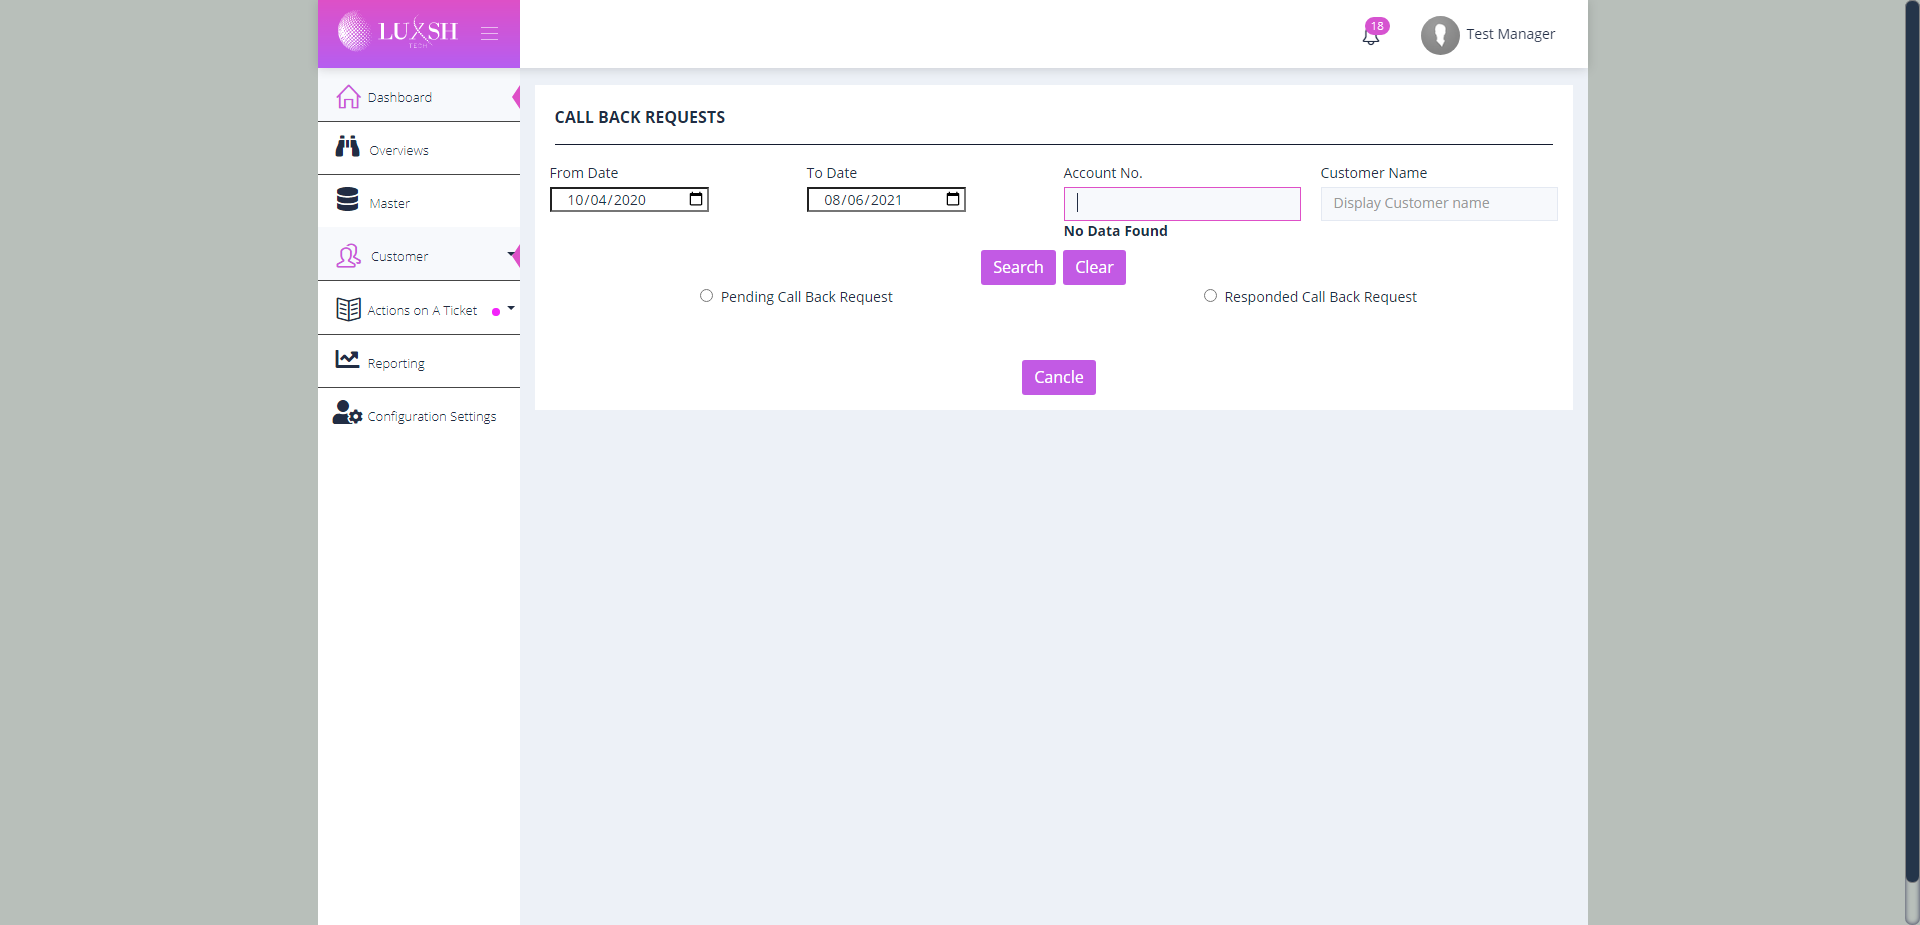 LUXSH
TECH
18
Test Manager
Dashboard
Overviews
Master
Customer
Actions on A Ticket
Reporting
Configuration Settings
CALL BACK REQUESTS
From Date
To Date
Account No.
Customer Name
10/04/2020
08/06/2021
Display Customer name
No Data Found
Search
Clear
Pending Call Back Request
Responded Call Back Request
Cancle